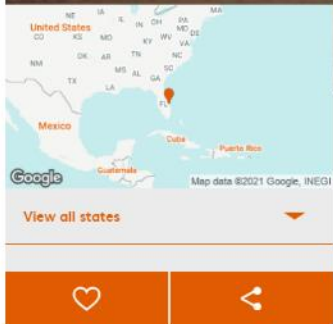 MA
NE IA IL IN OH PA
United States MD DE
CO KS MO KY WV VA
OK AR TN NC
NM MS AL SC
TX LA GA
FL
Mexico
Cuba
Puerto Rico
Guatemala
Google
Map data ©2021 Google, INEGI
View all states